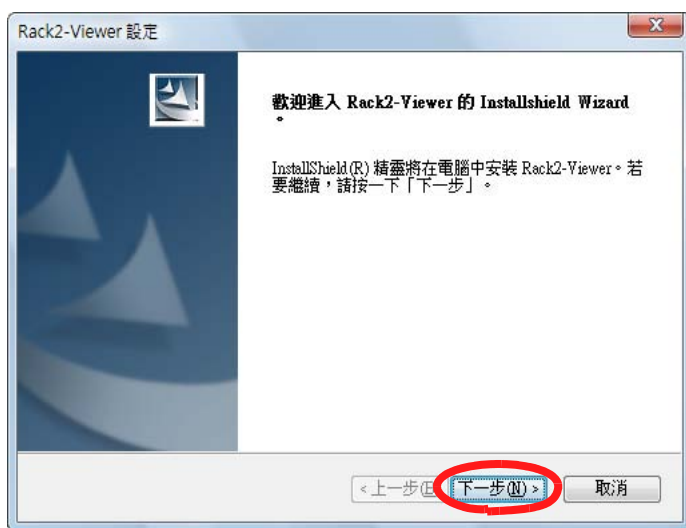 Rack2-Viewer 設定
歡迎進入 Rack2-Viewer 的 Installshield Wizard
。
InstallShield(R) 精靈將在電腦中安裝 Rack2-Viewer。若
要繼續，請按一下「下一步」。
<上一步(B 下一步(N) > 取消